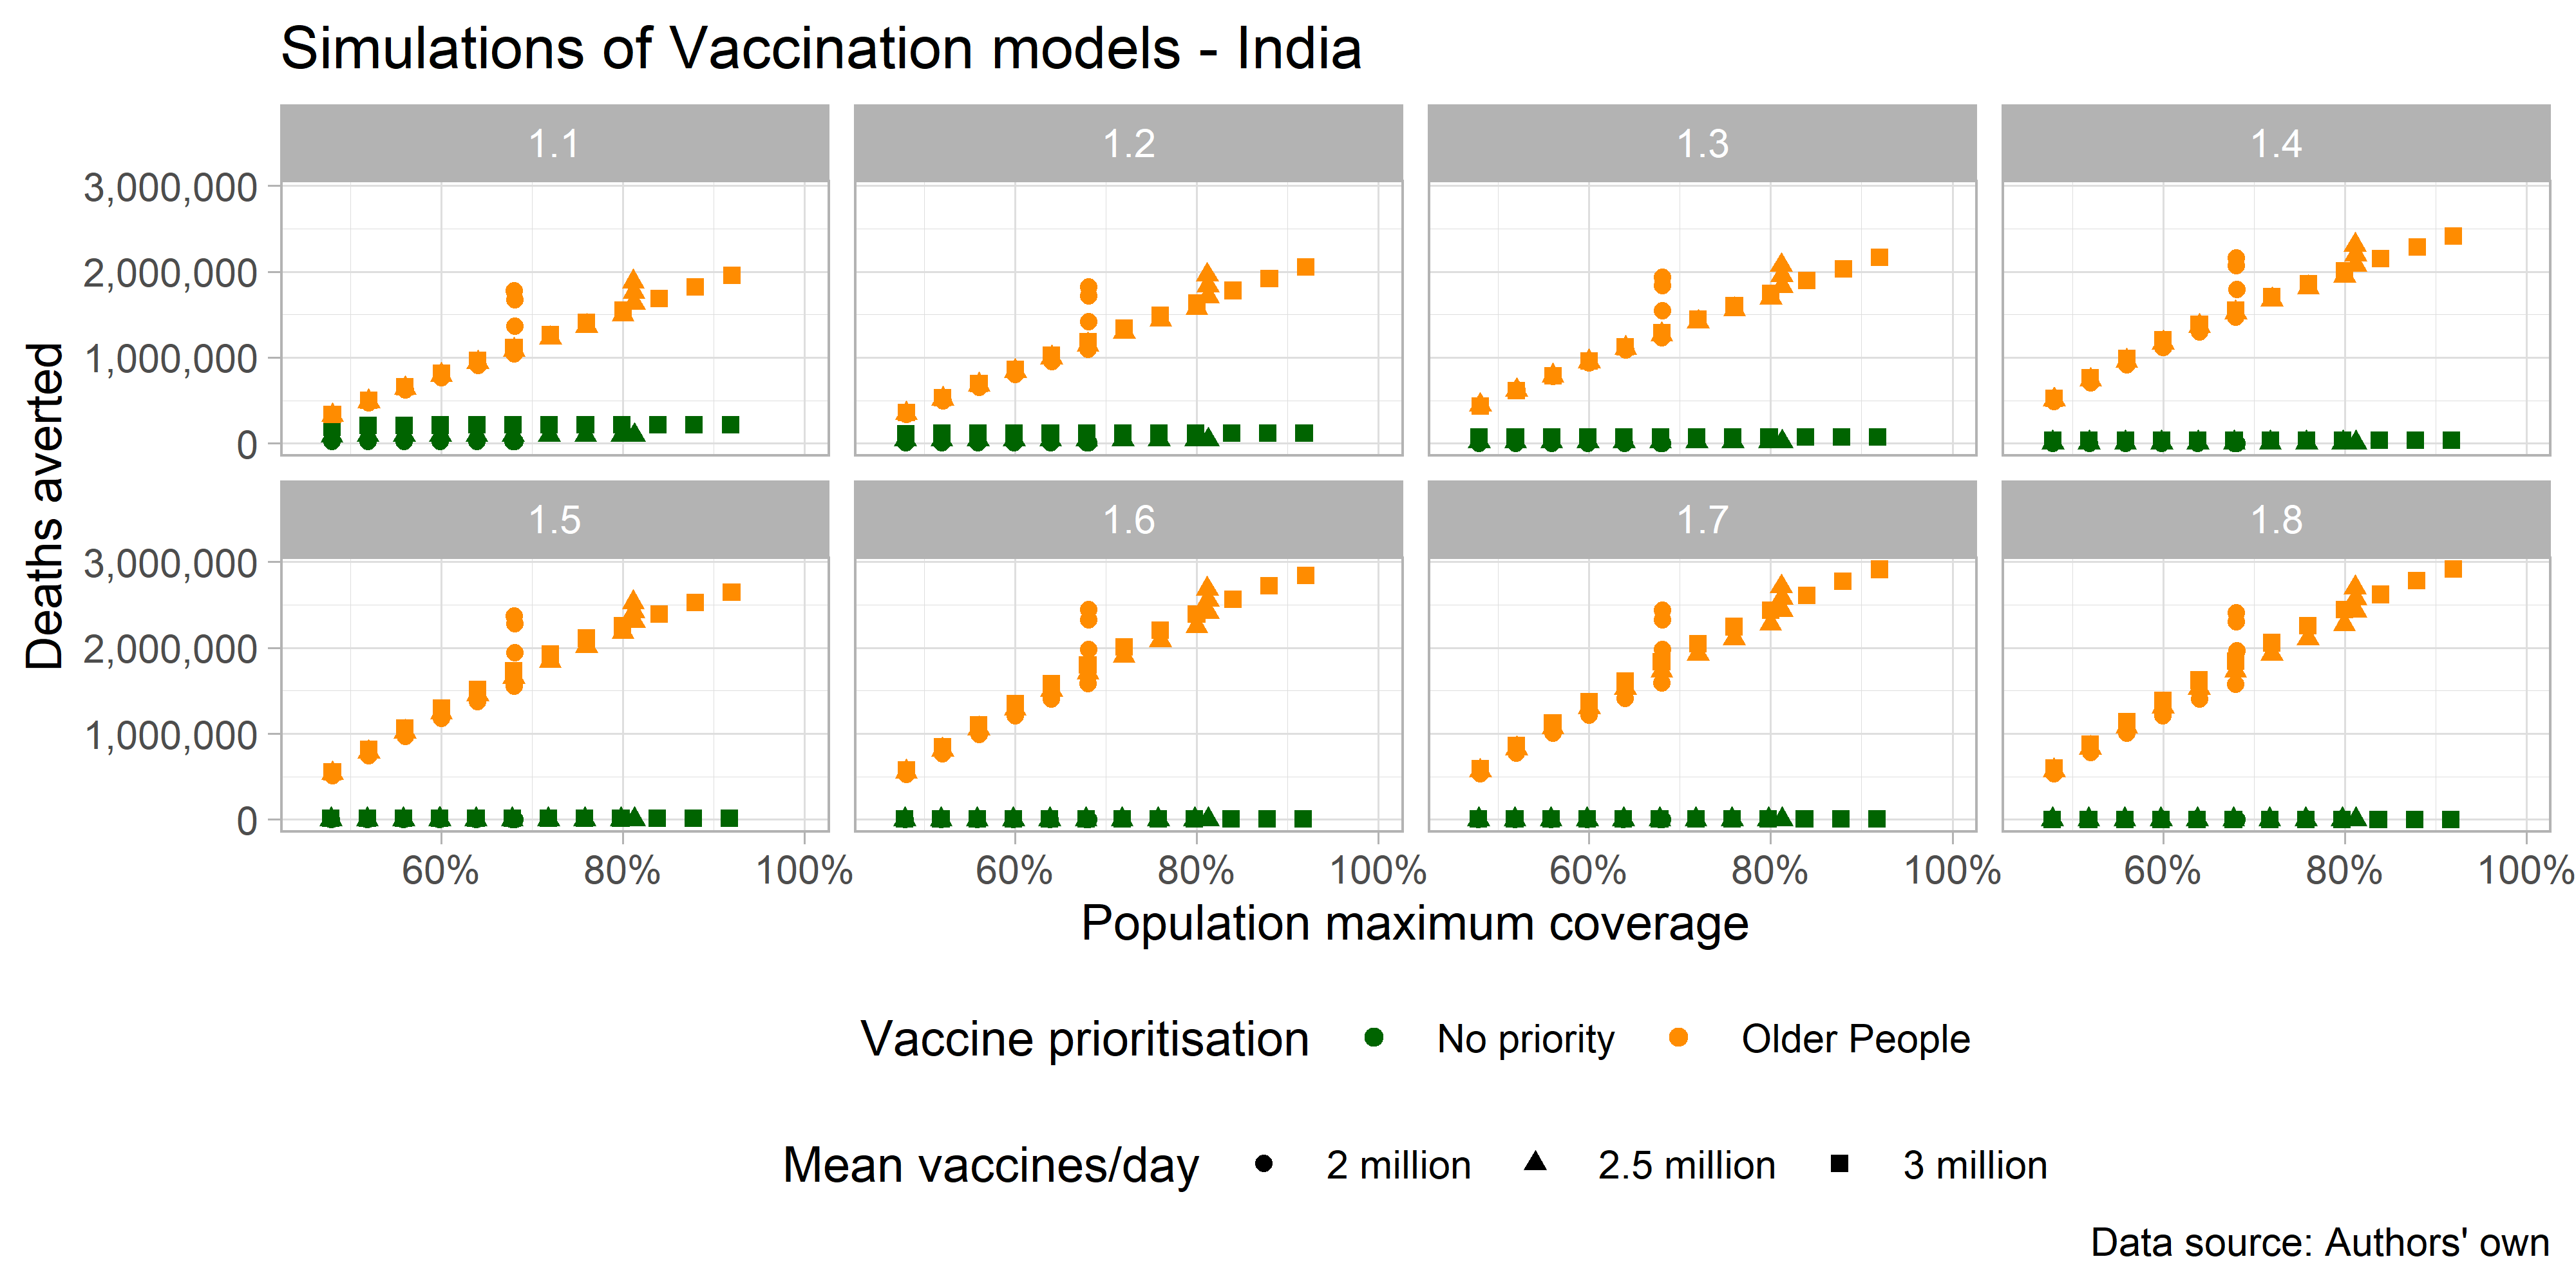 Simulations of Vaccination models - India
1.1
1.2
1.3
1.4
3,000,000
2,000,000
1,000,000
0
1.5
1.6
1.7
1.8
3,000,000
2,000,000
1,000,000
0
Deaths averted
60% 80% 100%
60% 80% 100%
60% 80% 100%
60% 80% 100%
Population maximum coverage
Vaccine prioritisation No priority Older People
Mean vaccines/day 2 million 2.5 million 3 million
Data source: Authors' own